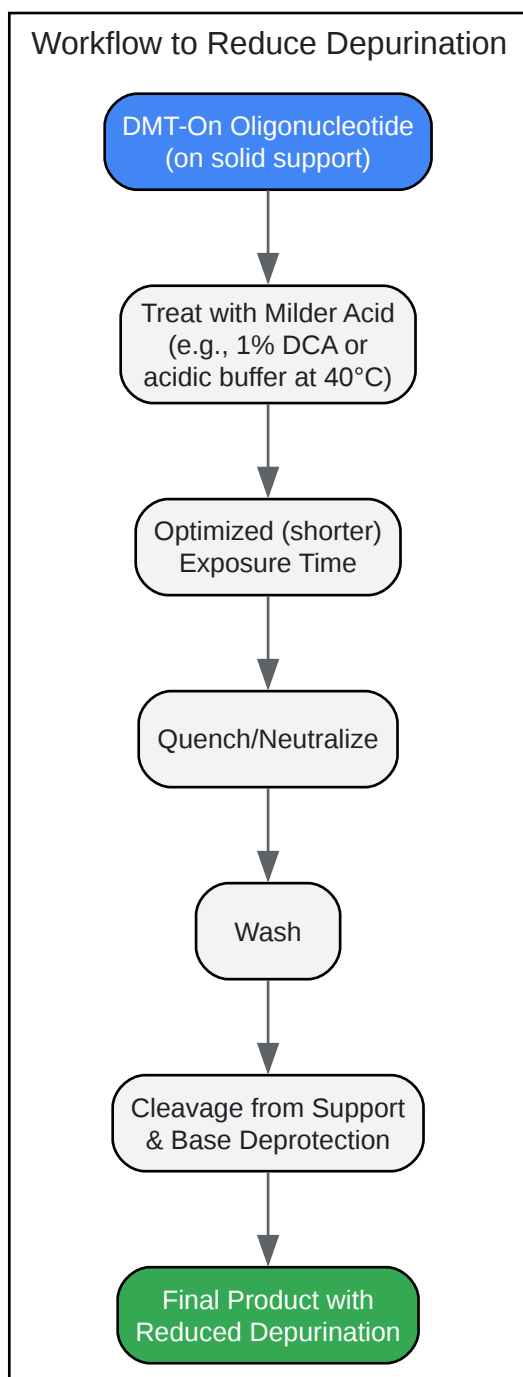 Workflow to Reduce Depurination
DMT-On Oligonucleotide
(on solid support)
Treat with Milder Acid
(e.g., 1% DCA or
acidic buffer at 40°C)
Optimized (shorter)
Exposure Time
Quench/Neutralize
Wash
Cleavage from Support
& Base Deprotection
Final Product with
Reduced Depurination